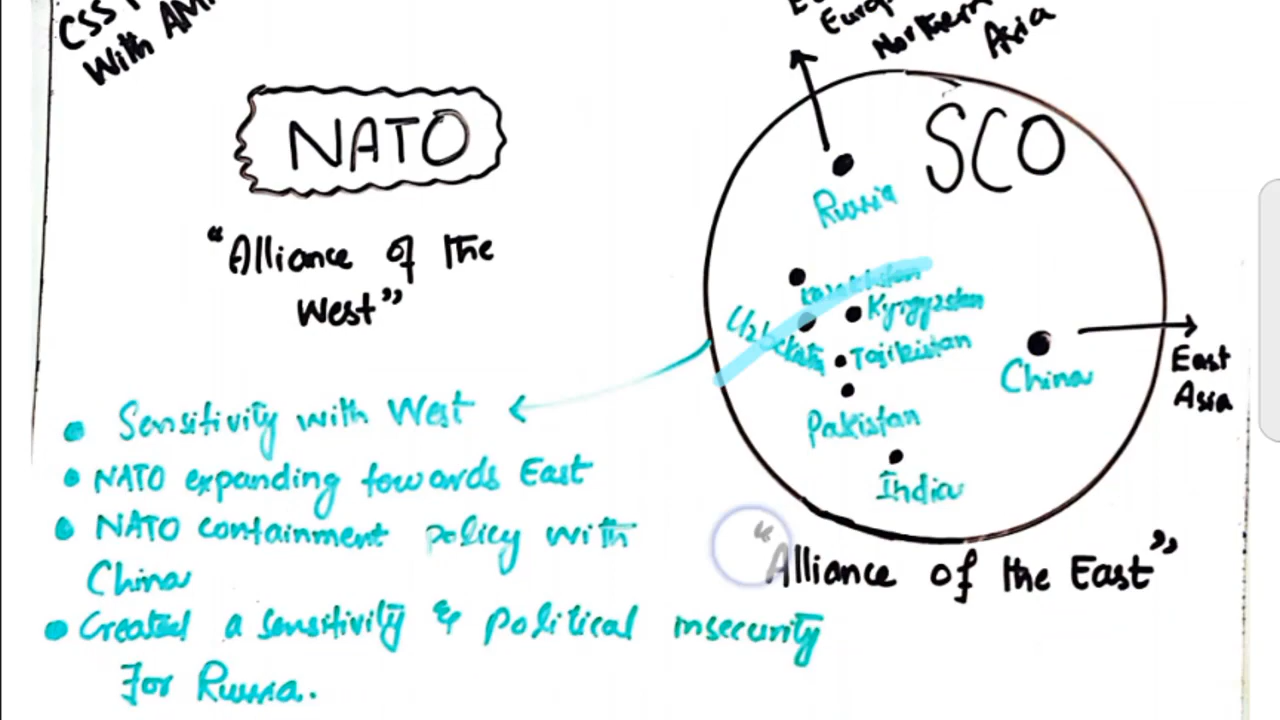 CSS
With AM
NATO
"Alliance of the
West"
Northern
Asia
SCO
Russia
Kazakhstan
Kyrgyzstan
Tajikistan
Pakistan
India
China
East
Asia
"Alliance of the East"
• Sensitivity with West
• NATO expanding towards East
• NATO containment policy with
China
• Created a sensitivity & political insecurity
For Russia.